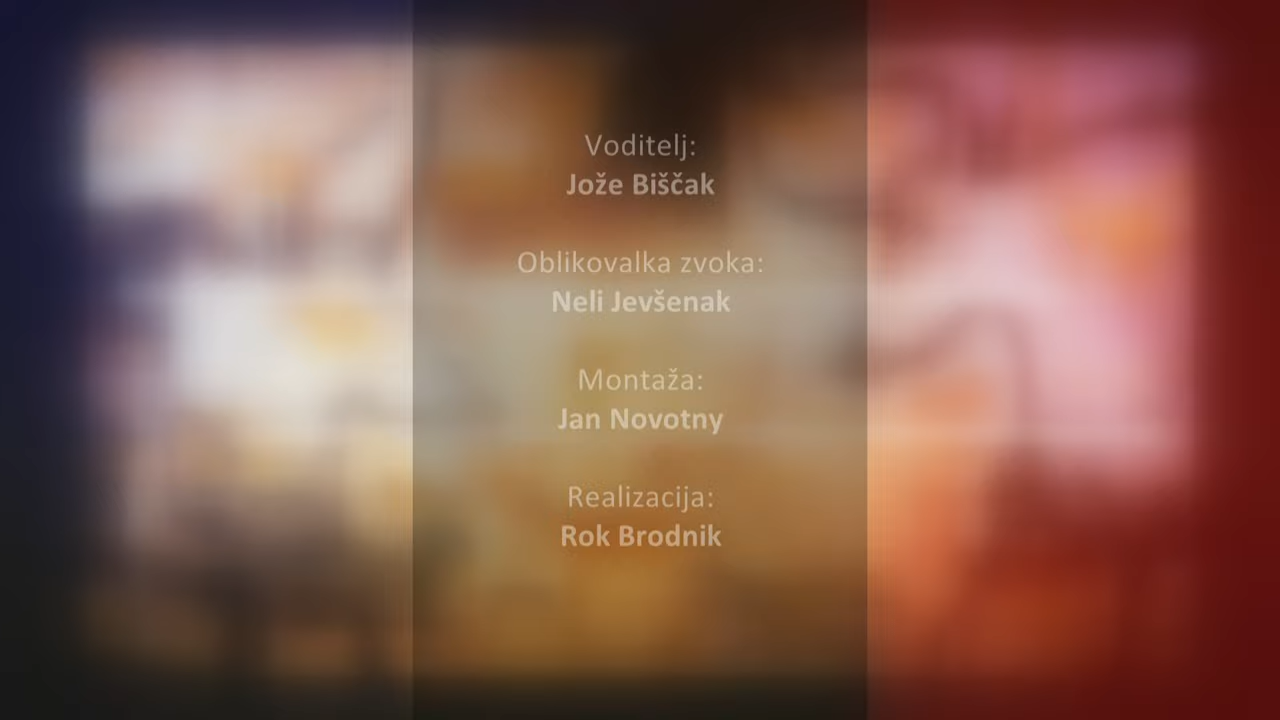 Voditelj:
Jože Biščak
Oblikovalka zvoka:
Neli Jevšenak
Montaža:
Jan Novotny
Realizacija:
Rok Brodnik